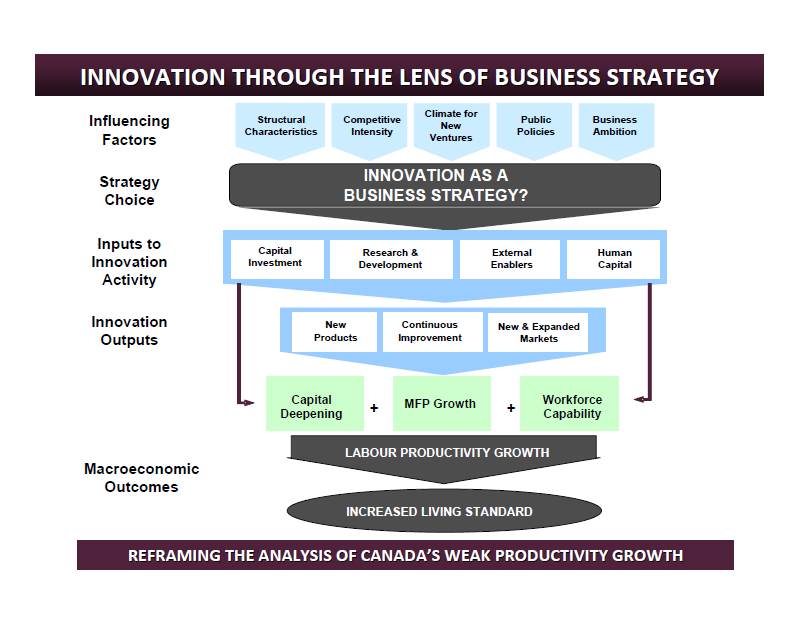 INNOVATION THROUGH THE LENS OF BUSINESS STRATEGY
Influencing
Factors
Structural
Characteristics
Competitive
Intensity
Climate for
New
Ventures
Public
Policies
Business
Ambition
Strategy
Choice
INNOVATION AS A
BUSINESS STRATEGY?
Inputs to
Innovation
Activity
Capital
Investment
Research &
Development
External
Enablers
Human
Capital
Innovation
Outputs
New
Products
Continuous
Improvement
New & Expanded
Markets
Capital
Deepening
+
MFP Growth
+
Workforce
Capability
Macroeconomic
Outcomes
LABOUR PRODUCTIVITY GROWTH
INCREASED LIVING STANDARD
REFRAMING THE ANALYSIS OF CANADA’S WEAK PRODUCTIVITY GROWTH